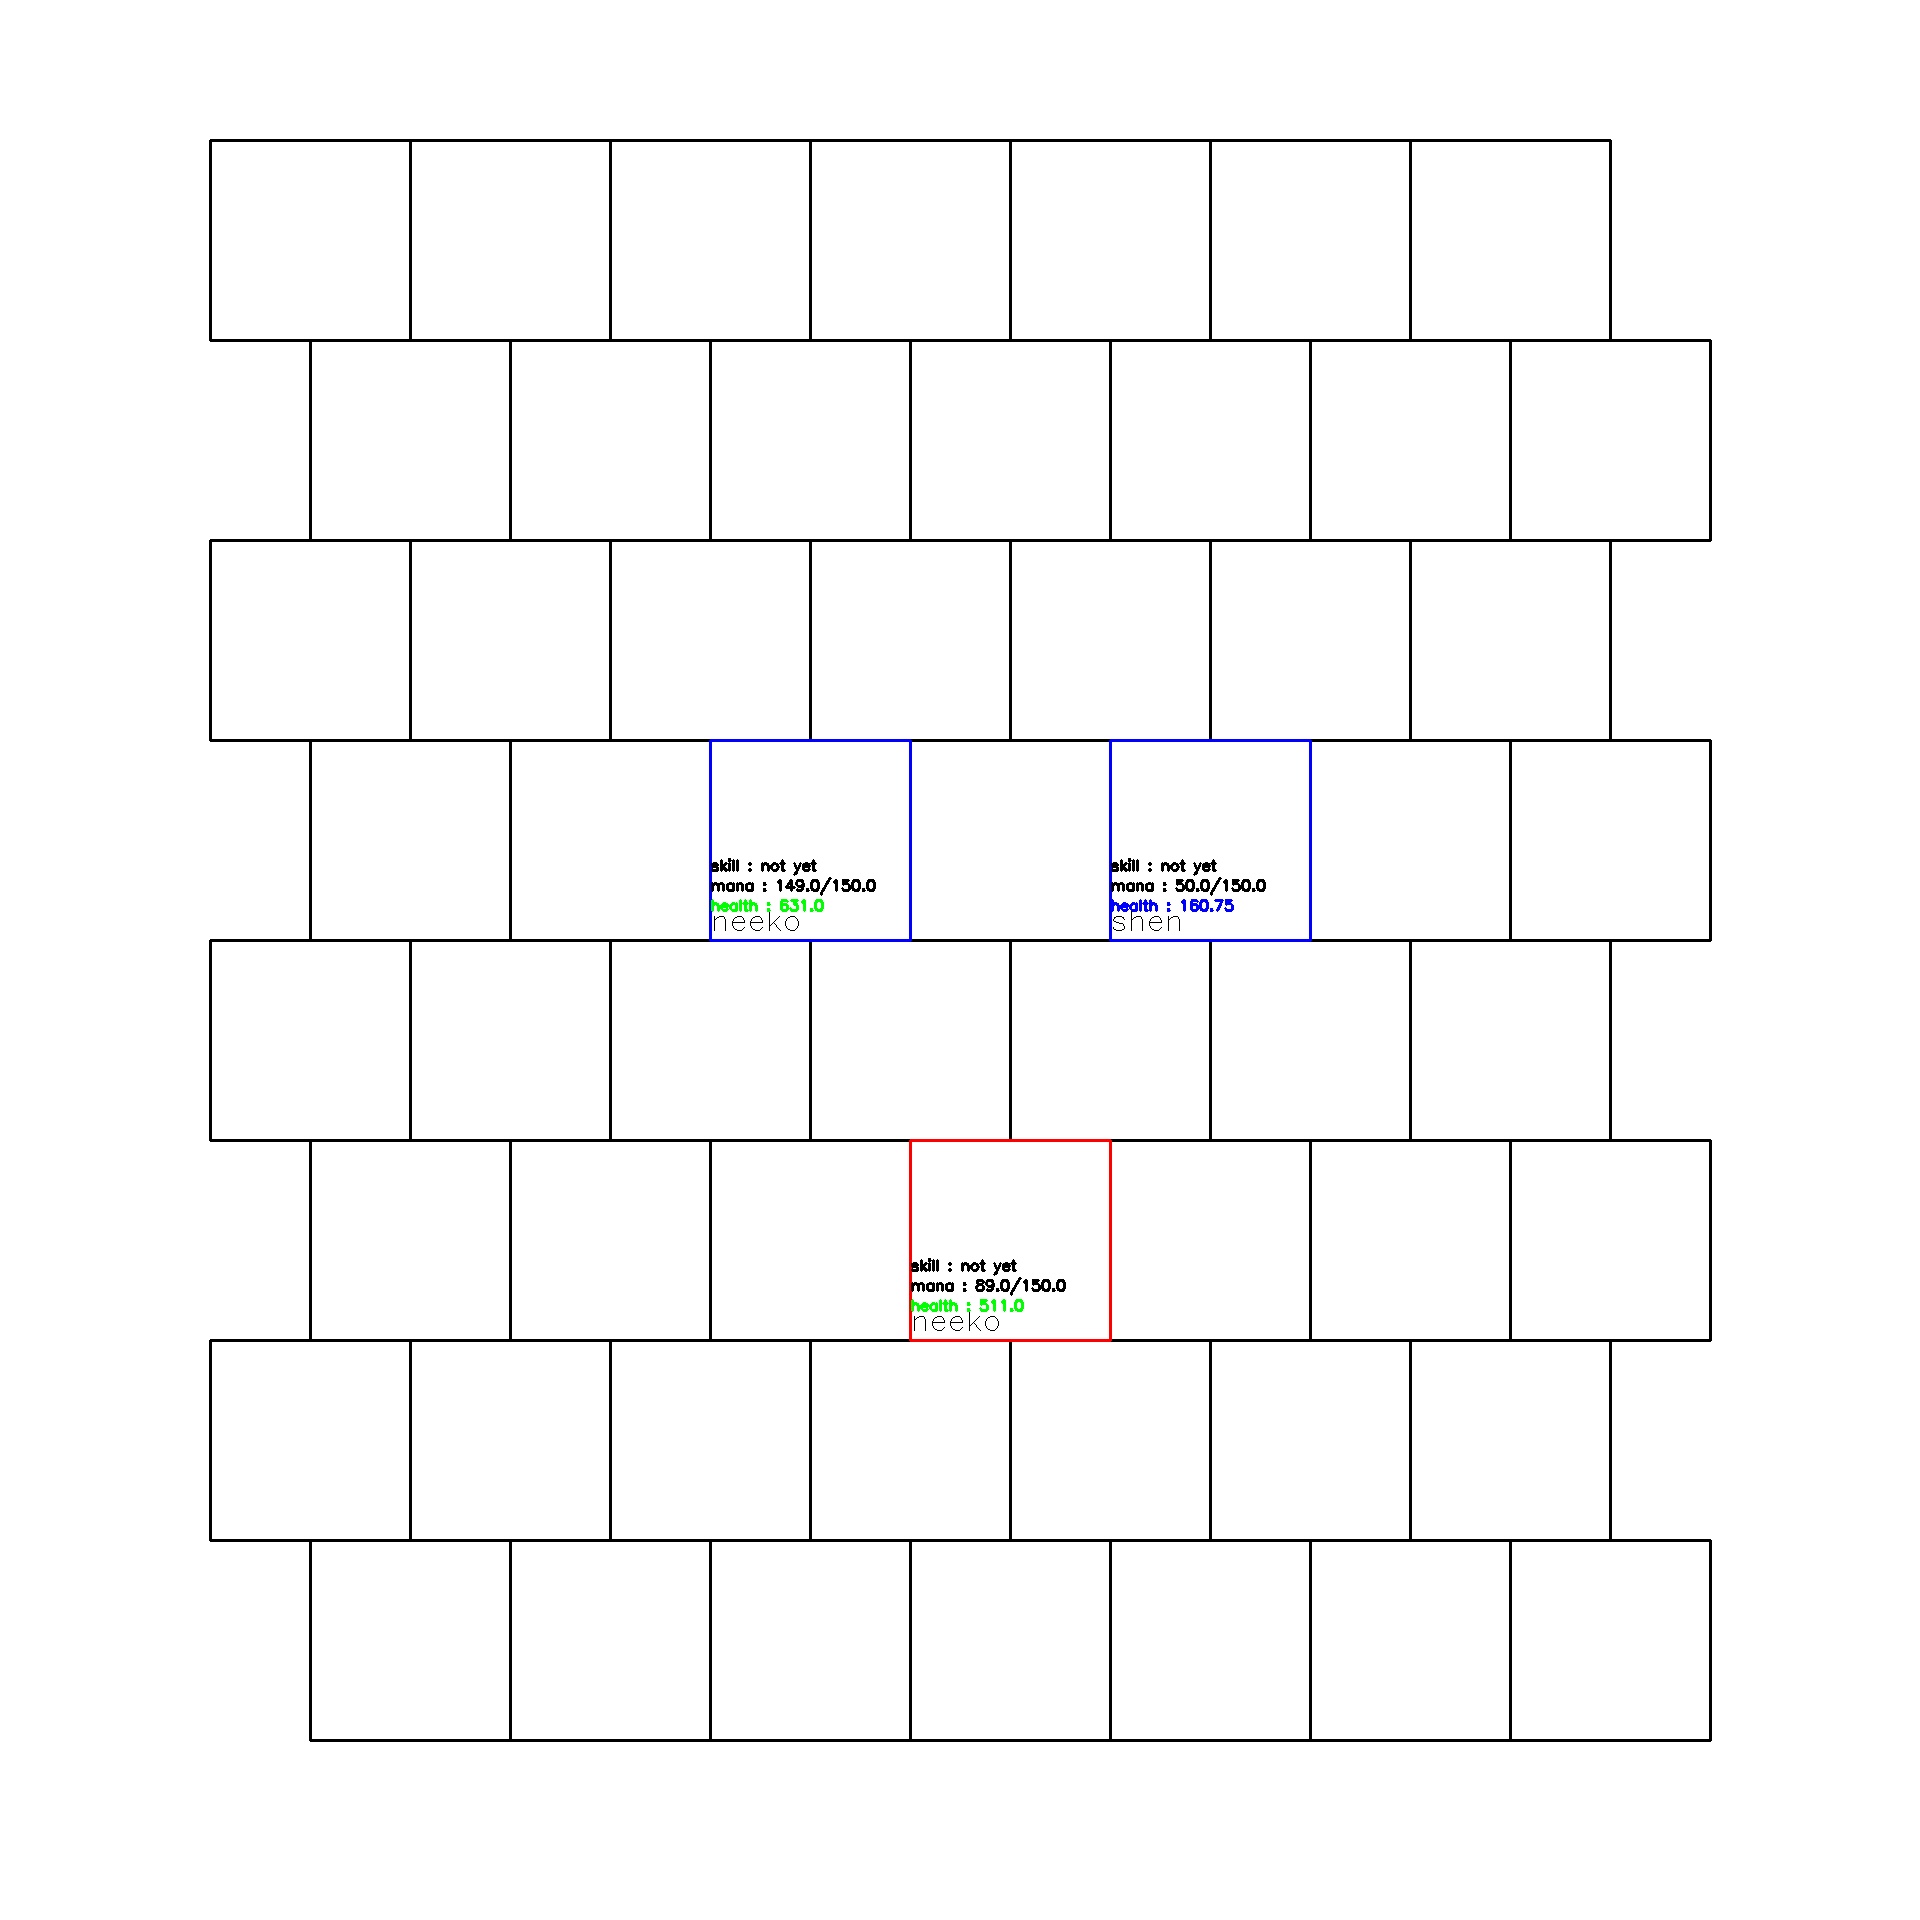 skill : not yet
mana : 149.0/150.0
health : 631.0
neeko
skill : not yet
mana : 50.0/150.0
health : 160.75
shen
skill : not yet
mana : 89.0/150.0
health : 511.0
neeko